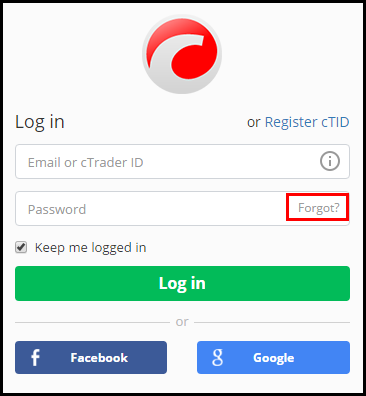 Log in or Register cTID
Email or cTrader ID
Password Forgot?
Keep me logged in
Log in
or
Facebook Google